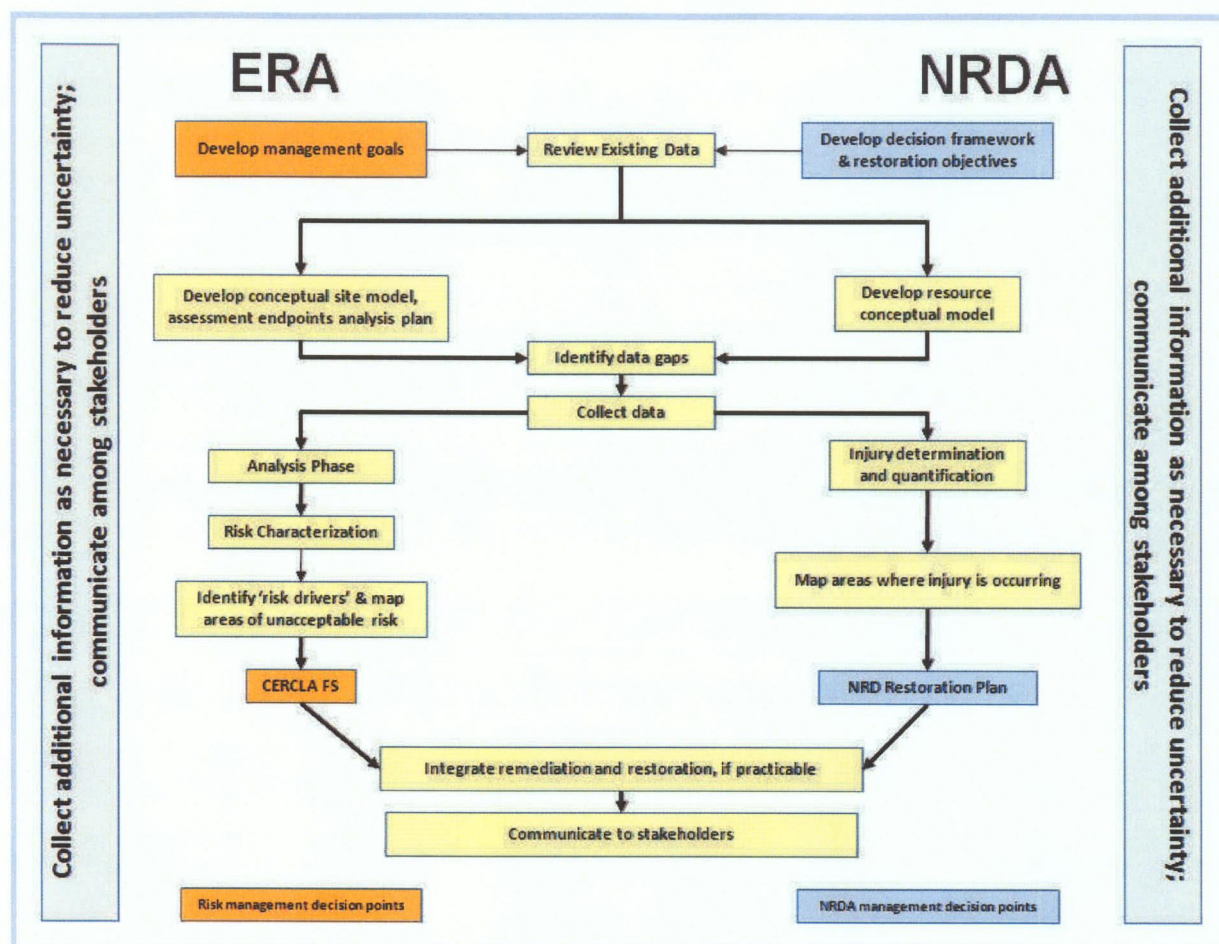 Collect additional information as necessary to reduce uncertainty;
communicate among stakeholders
ERA
NRDA
Develop management goals
Review Existing Data
Develop decision framework
& restoration objectives
Develop conceptual site model,
assessment endpoints analysis plan
Develop resource
conceptual model
Identify data gaps
Collect data
Analysis Phase
Injury determination
and quantification
Risk Characterization
Map areas where injury is occurring
Identify 'risk drivers' & map
areas of unacceptable risk
CERCLA FS
NRD Restoration Plan
Integrate remediation and restoration, if practicable
Communicate to stakeholders
Risk management decision points
NRDA management decision points
Collect additional information as necessary to reduce uncertainty;
communicate among stakeholders